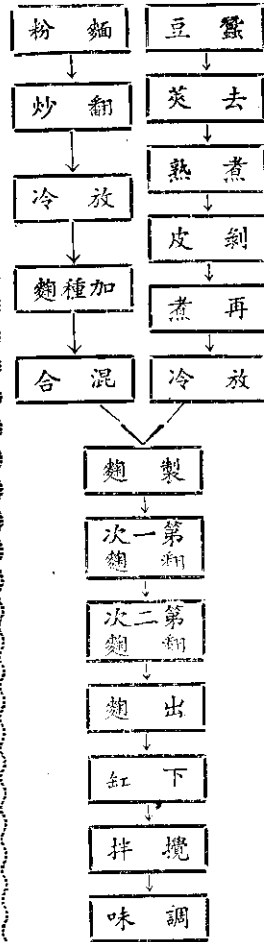 蠶豆
去莢
煮熟
剝皮
再煮
放冷
麵粉
翻炒
放冷
加種麴
混合
製麴
第一次
翻麴
第二次
翻麴
出麴
下缸
攪拌
調味